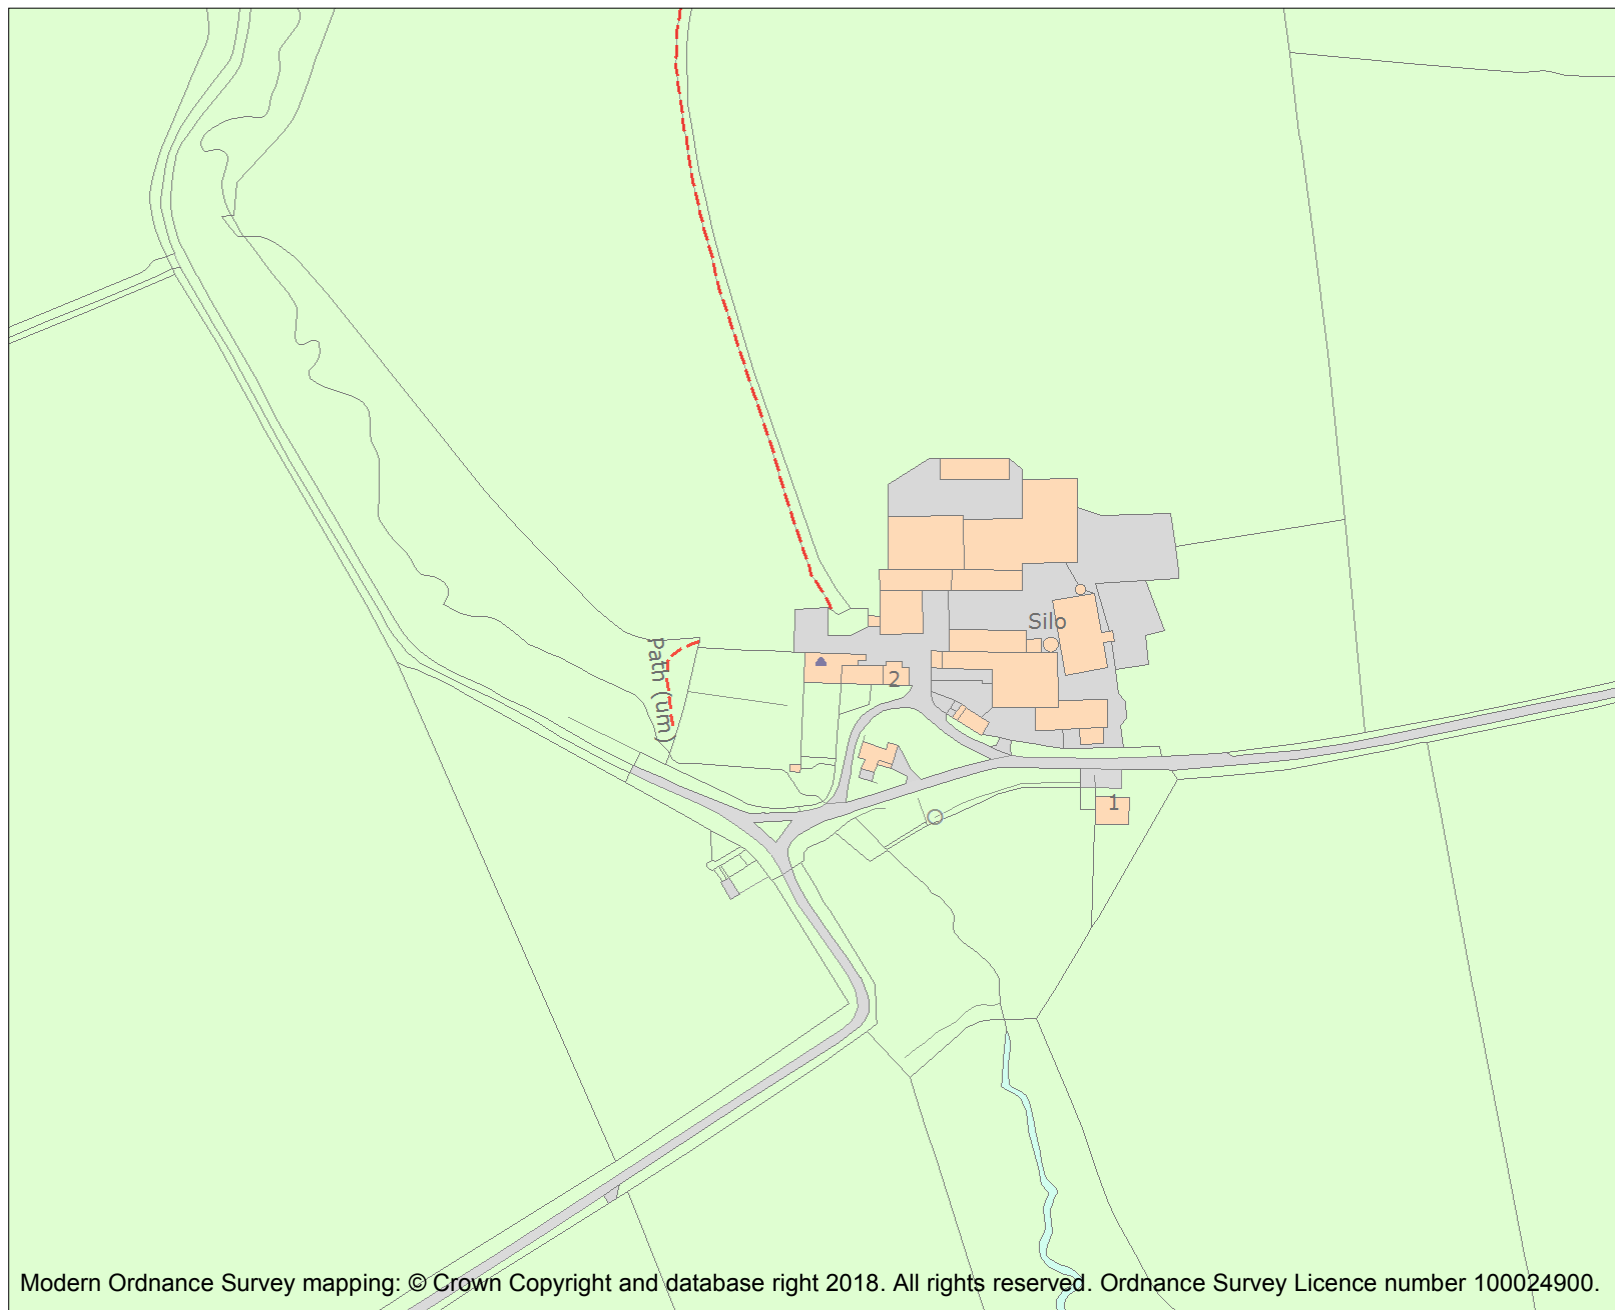 Silo
Path (um)
2
1
Modern Ordnance Survey mapping: © Crown Copyright and database right 2018. All rights reserved. Ordnance Survey Licence number 100024900.